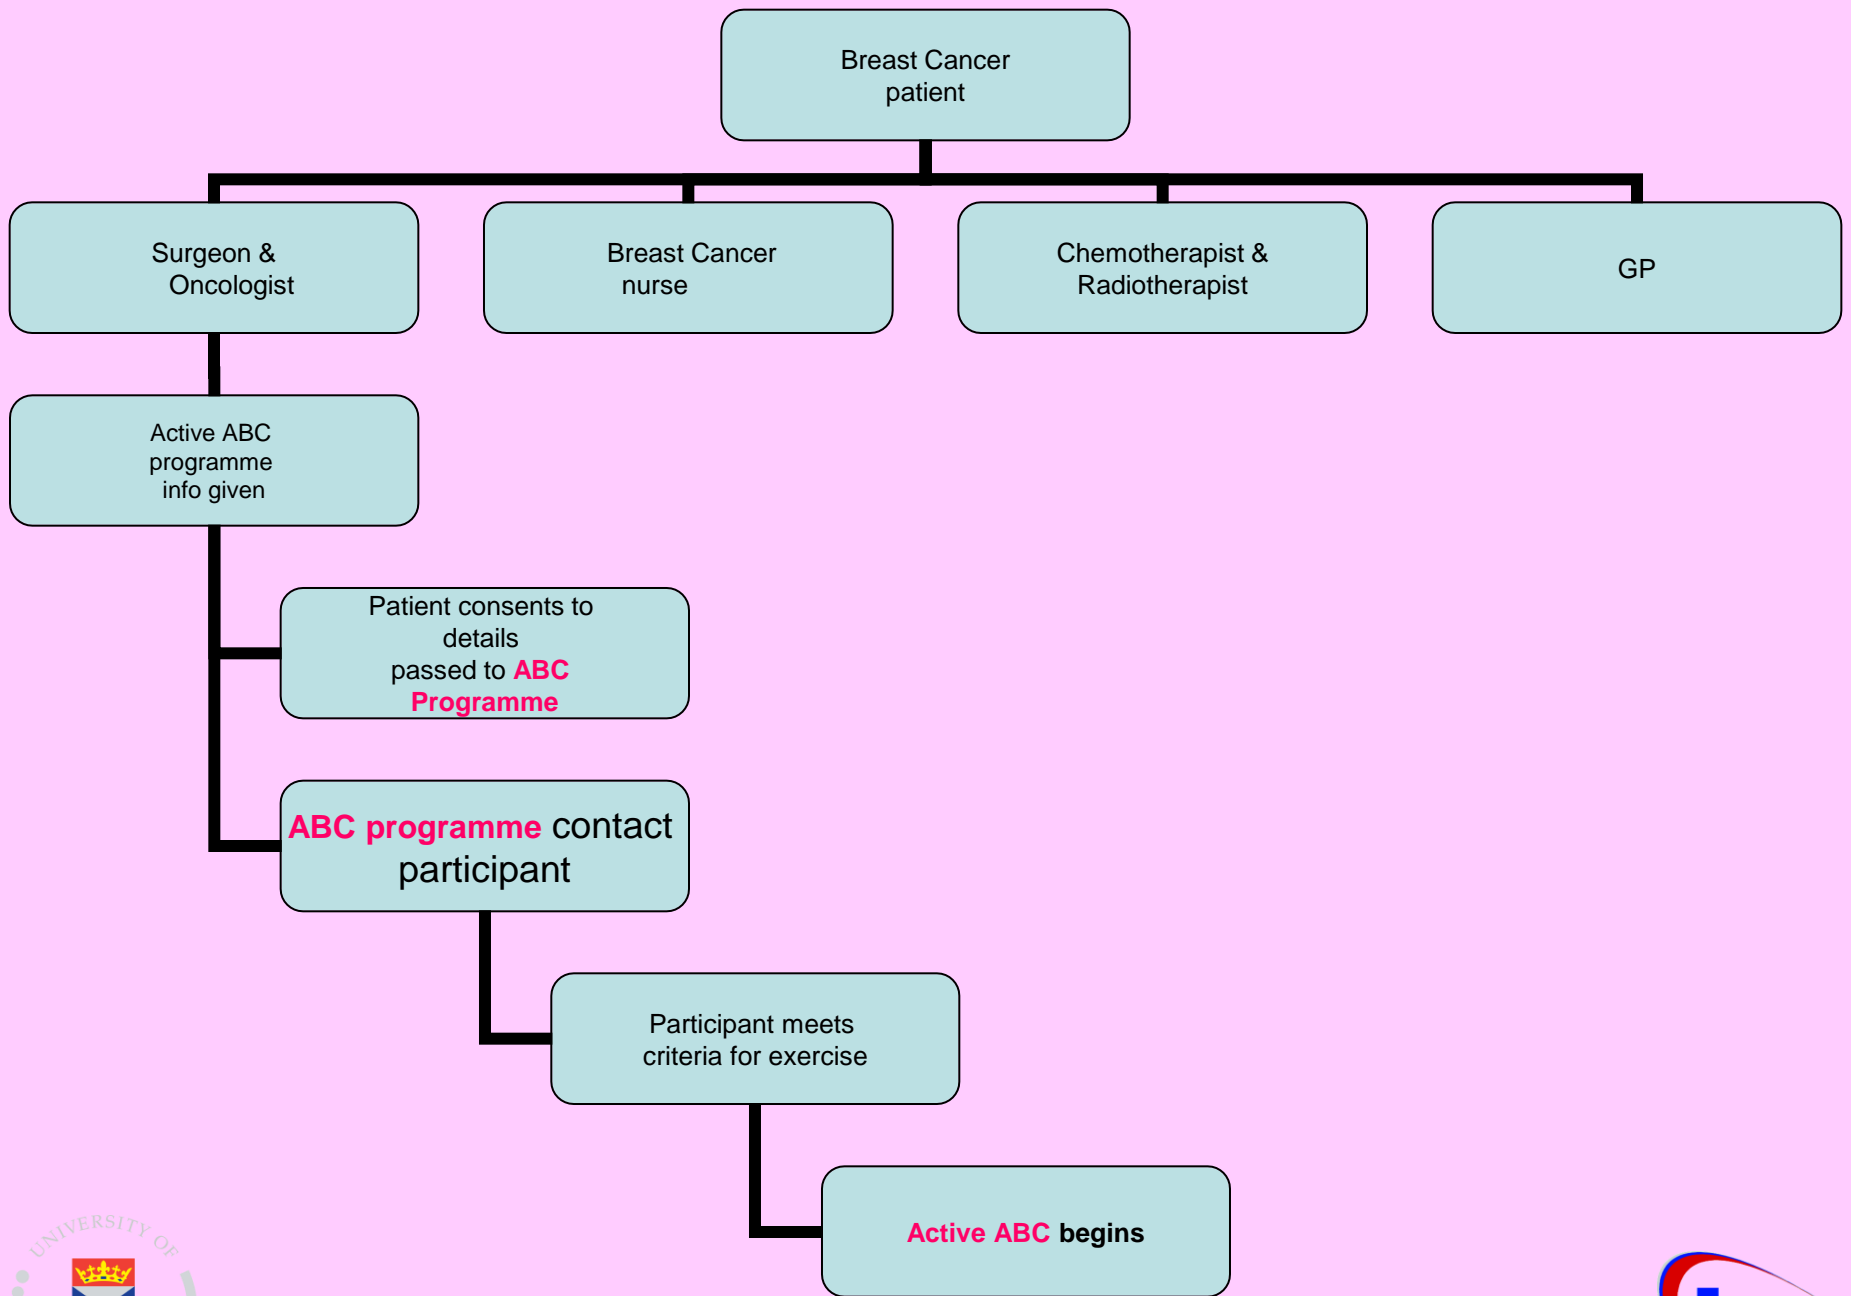 Breast Cancer
patient
Surgeon &
Oncologist
Breast Cancer
nurse
Chemotherapist &
Radiotherapist
GP
Active ABC
programme
info given
Patient consents to
details
passed to ABC
Programme
ABC programme contact
participant
Participant meets
criteria for exercise
Active ABC begins
UNIVERSITY OF